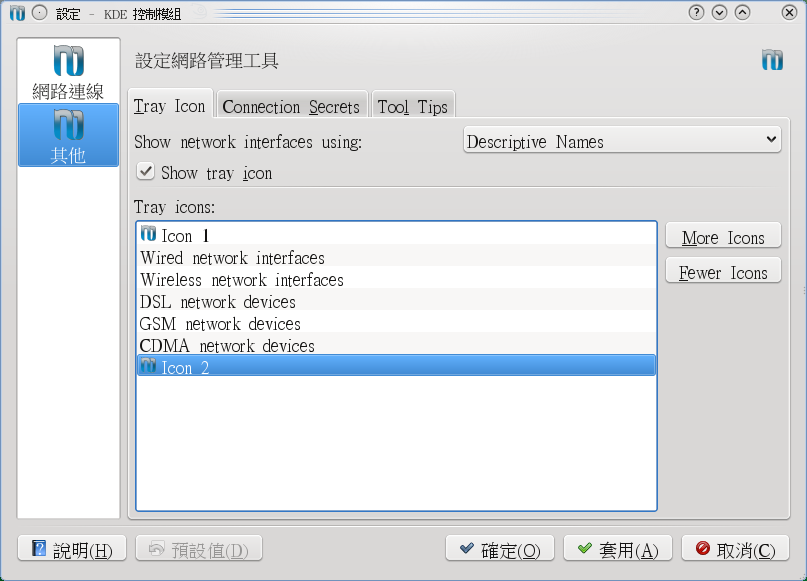 設定 - KDE 控制模組
網路連線
其他
設定網路管理工具
Tray Icon
Connection Secrets
Tool Tips
Show network interfaces using:
Descriptive Names
Show tray icon
Tray icons:
Icon 1
Wired network interfaces
Wireless network interfaces
DSL network devices
GSM network devices
CDMA network devices
Icon 2
More Icons
Fewer Icons
說明(H)
預設值(D)
確定(O)
套用(A)
取消(C)